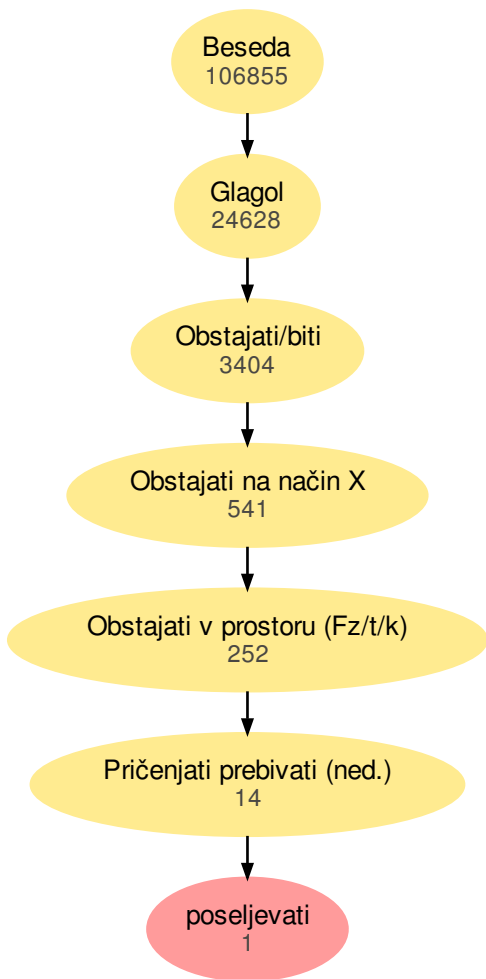 Beseda
106855
Glagol
24628
Obstajati/biti
3404
Obstajati na način X
541
Obstajati v prostoru (Fz/t/k)
252
Pričenjati prebivati (ned.)
14
poseljevati
1